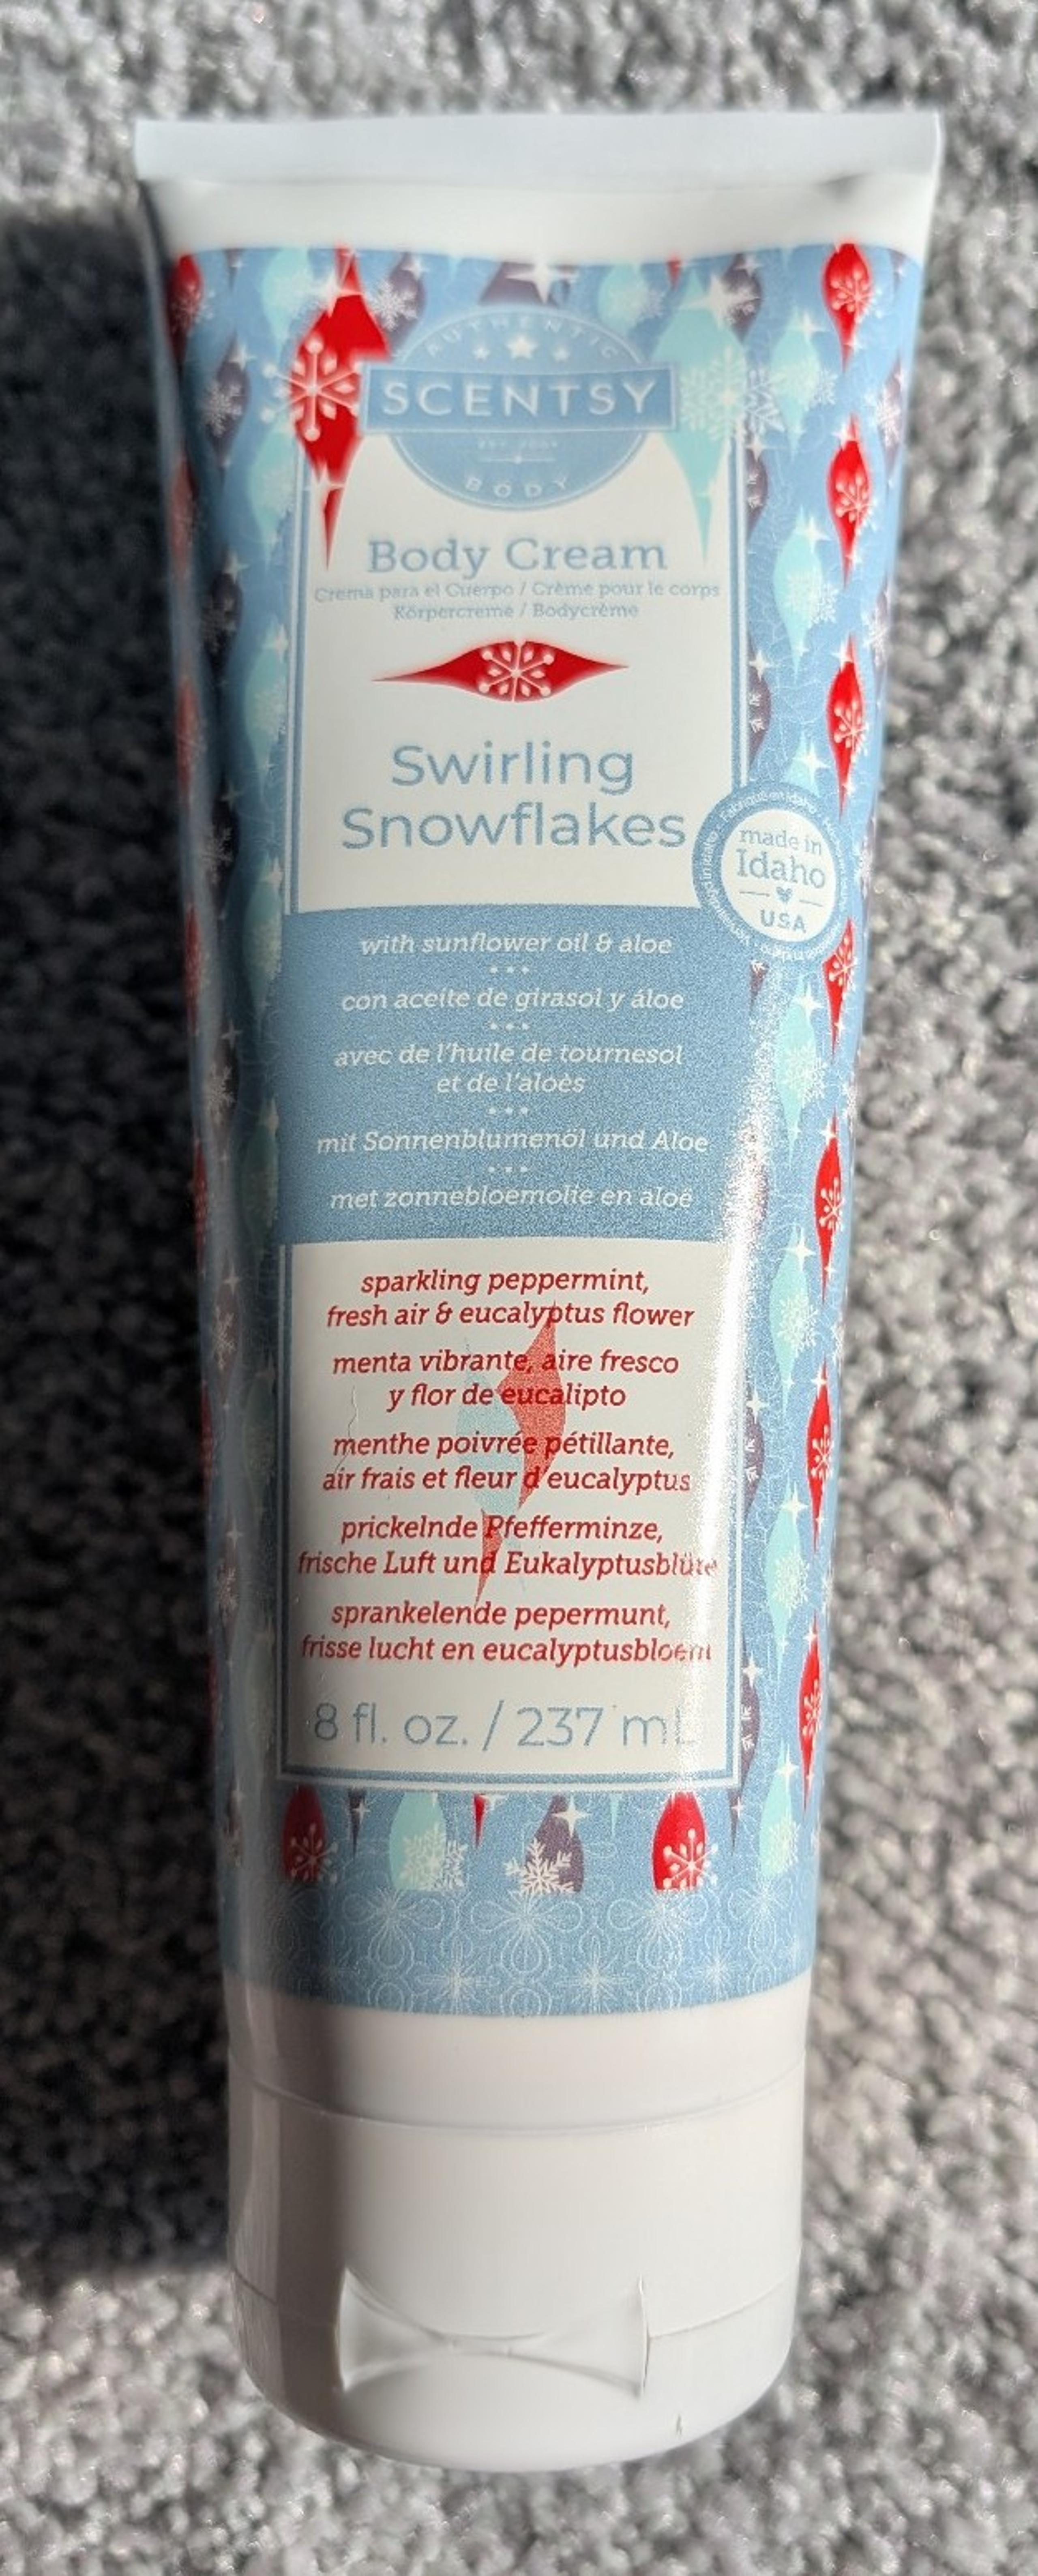 AUTHENTIC
SCENTSY
BODY
Body Cream
Crema para el Cuerpo / Crème pour le corps
Körpercreme / Bodycrème
Swirling
Snowflakes
made in
Idaho
USA
with sunflower oil & aloe
con aceite de girasol y áloe
avec de l'huile de tournesol
et de l'aloès
mit Sonnenblumenöl und Aloe
met zonnebloemolie en aloë
sparkling peppermint,
fresh air & eucalyptus flower
menta vibrante, aire fresco
y flor de eucalipto
menthe poivrée pétillante,
air frais et fleur d'eucalyptus
prickelnde Pfefferminze,
frische Luft und Eukalyptusblüte
sprankelende pepermunt,
frisse lucht en eucalyptusbloem
8 fl. oz. / 237 mL